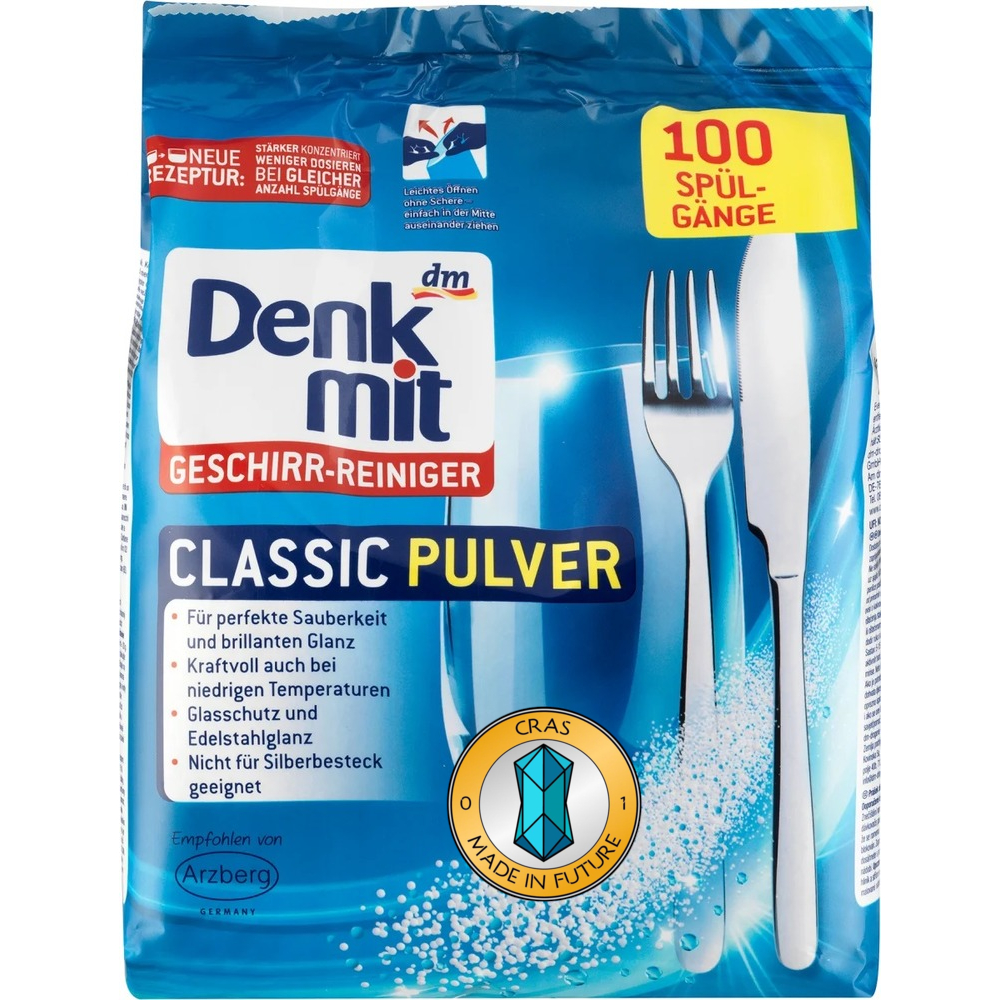 NEUE
REZEPTUR:
STÄRKER KONZENTRIERT
WENIGER DOSIEREN
BEI GLEICHER
ANZAHL SPÜLGÄNGE
Leichtes Öffnen
ohne Schere –
einfach in der Mitte
auseinander ziehen
100
SPÜL-
GÄNGE
dm
Denk
mit
GESCHIRR-REINIGER
CLASSIC PULVER
• Für perfekte Sauberkeit
und brillanten Glanz
• Kraftvoll auch bei
niedrigen Temperaturen
• Glasschutz und
Edelstahlglanz
• Nicht für Silberbesteck
geeignet
CRAS
0 1
MADE IN FUTURE
Empfohlen von
Arzberg
GERMANY